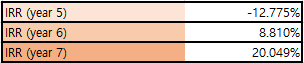 IRR (year 5) -12.775%
IRR (year 6) 8.810%
IRR (year 7) 20.049%